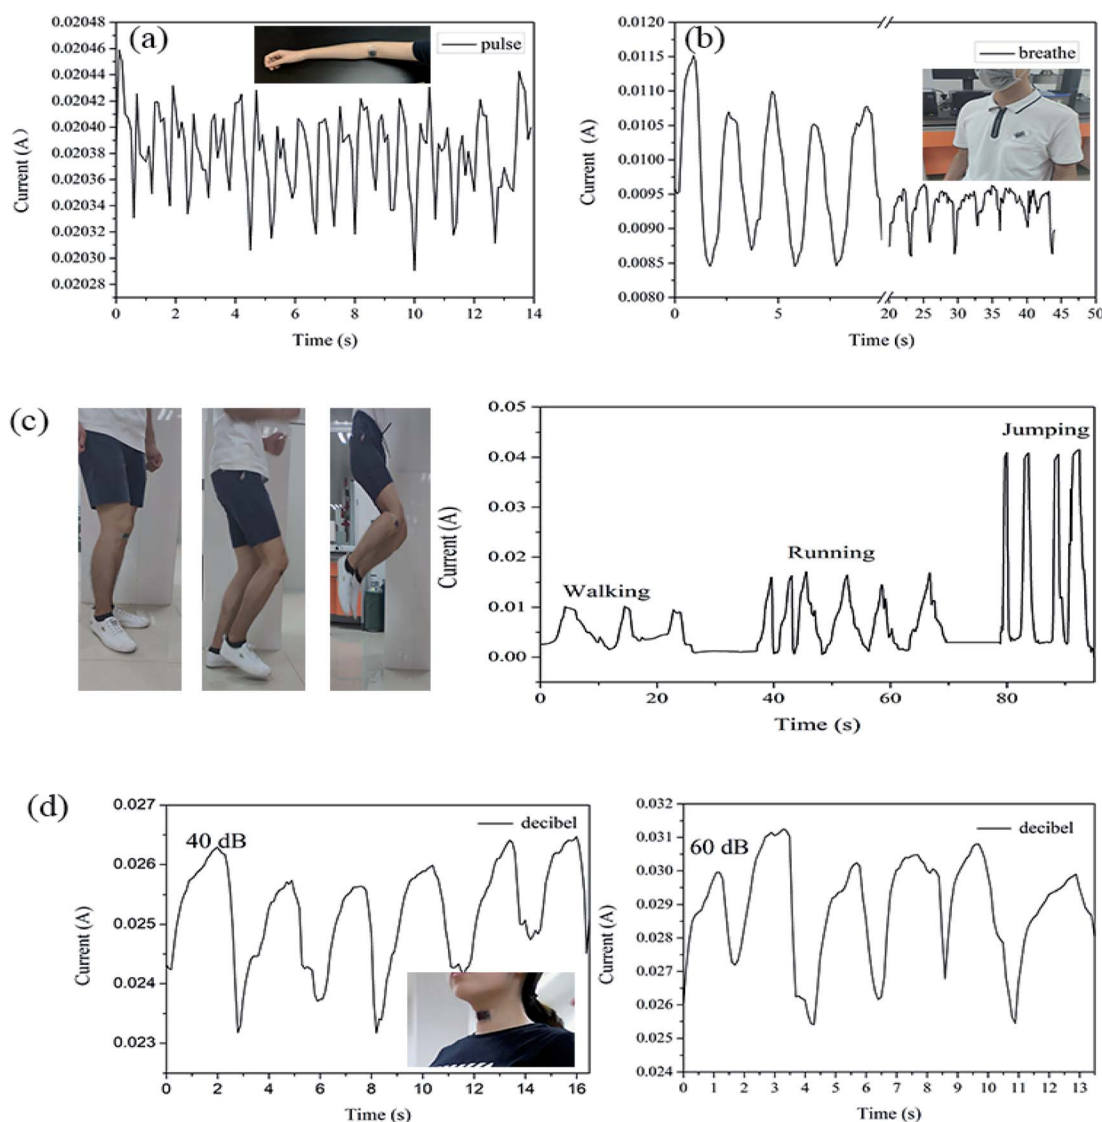 (a)
pulse
0.02048
0.02046
0.02044
0.02042
0.02040
0.02038
0.02036
0.02034
0.02032
0.02030
0.02028
Current (A)
0 2 4 6 8 10 12 14
Time (s)
(b)
breathe
0.0120
0.0115
0.0110
0.0105
0.0100
0.0095
0.0090
0.0085
0.0080
Current (A)
0 5 20 25 30 35 40 45 50
Time (s)
(c)
0.05
0.04
0.03
0.02
0.01
0.00
Current (A)
Walking
Running
Jumping
0 20 40 60 80
Time (s)
(d)
40 dB
decibel
0.027
0.026
0.025
0.024
0.023
Current (A)
0 2 4 6 8 10 12 14 16
Time (s)
60 dB
decibel
0.032
0.031
0.030
0.029
0.028
0.027
0.026
0.025
0.024
Current (A)
0 1 2 3 4 5 6 7 8 9 10 11 12 13
Time (s)